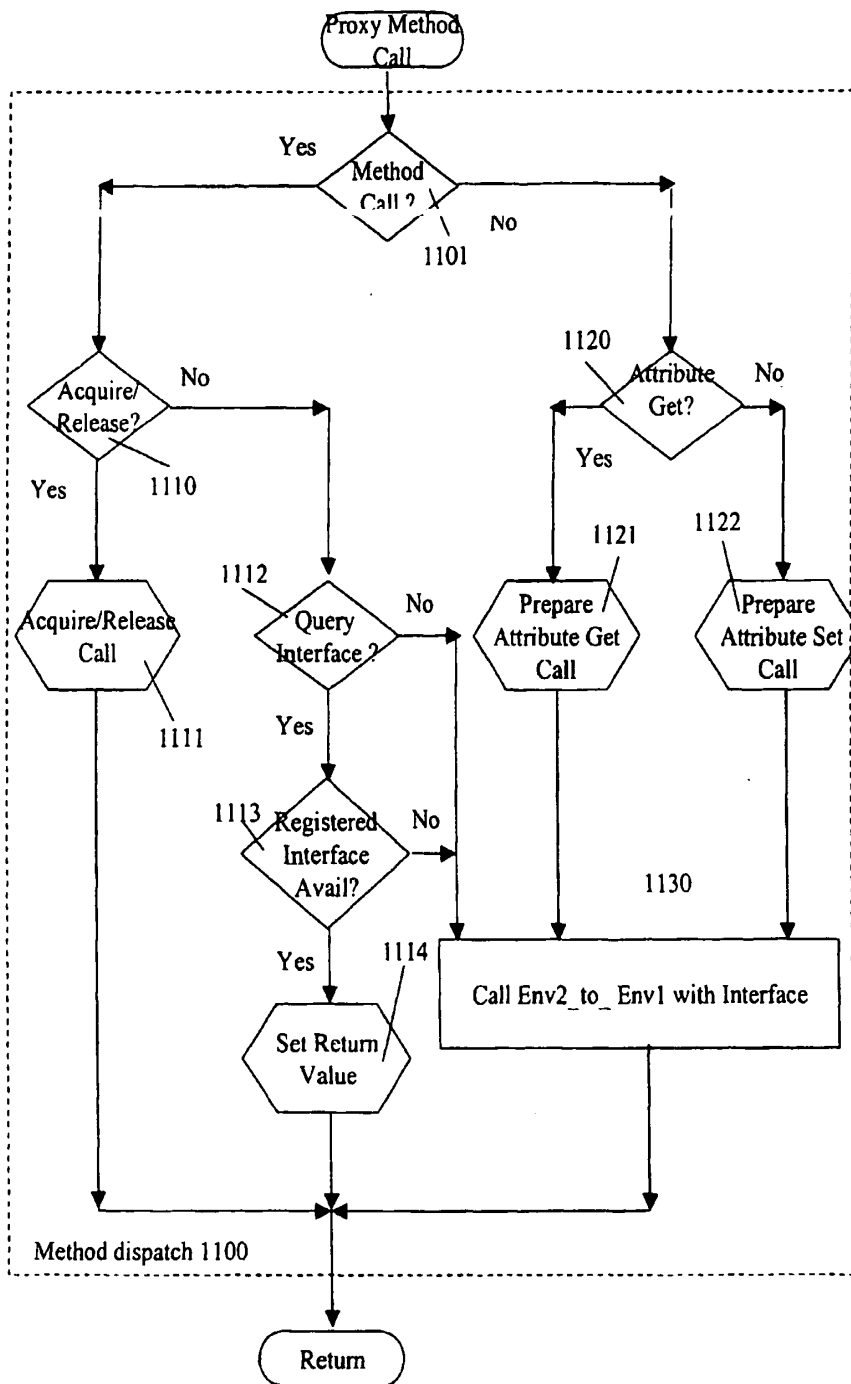 Proxy Method
Call
Yes
Method
Call ?
No
1101
1120
Attribute
Get?
No
Acquire/
Release?
No
Yes
1110
Yes
1121
1122
1112
Acquire/Release
Call
Query
Interface ?
No
Prepare
Attribute Get
Call
Prepare
Attribute Set
Call
1111
Yes
1113
Registered
Interface
Avail?
No
1130
Yes
1114
Call Env2_to_ Env1 with Interface
Set Return
Value
Method dispatch 1100
Return